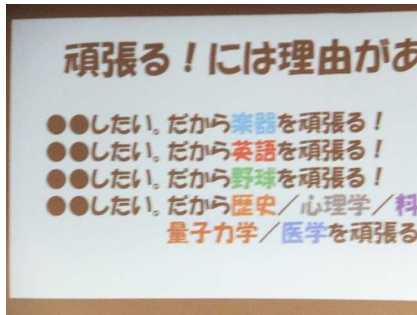 頑張る！には理由があ
●●したい。だから楽器を頑張る！
●●したい。だから英語を頑張る！
●●したい。だから野球を頑張る！
●●したい。だから歴史／心理学／料
量子力学／医学を頑張る